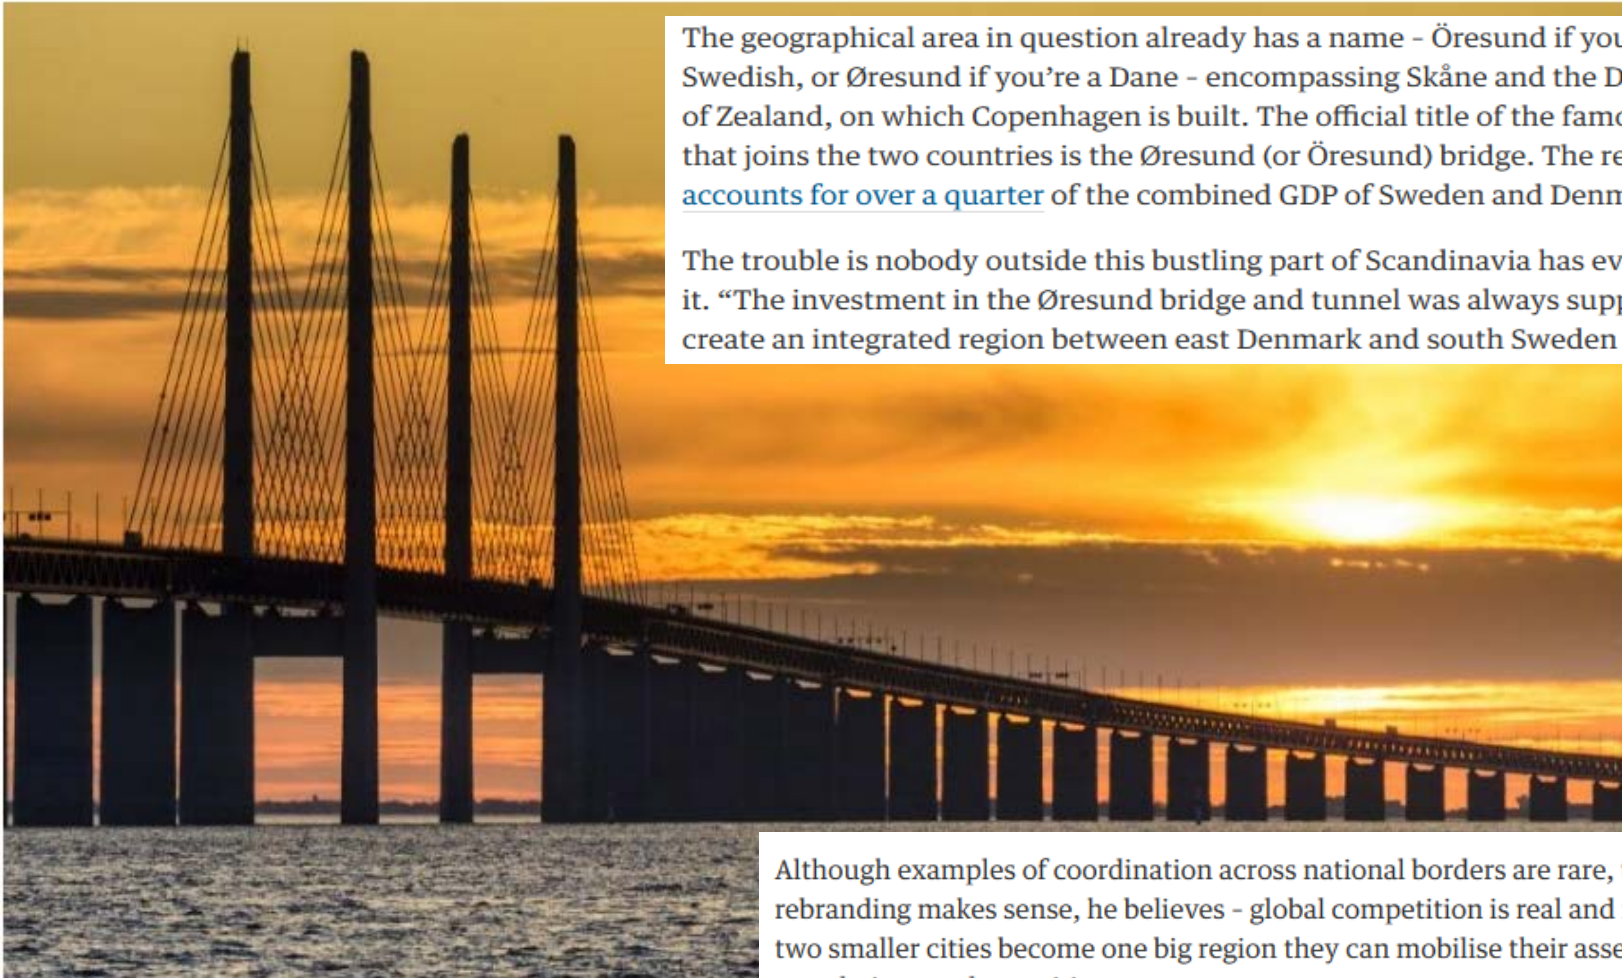 The geographical area in question already has a name – Öresund if you
Swedish, or Øresund if you’re a Dane – encompassing Skåne and the D
of Zealand, on which Copenhagen is built. The official title of the famo
that joins the two countries is the Øresund (or Öresund) bridge. The re
accounts for over a quarter of the combined GDP of Sweden and Denm
The trouble is nobody outside this bustling part of Scandinavia has ev
it. “The investment in the Øresund bridge and tunnel was always supp
create an integrated region between east Denmark and south Sweden
Although examples of coordination across national borders are rare,
rebranding makes sense, he believes – global competition is real and
two smaller cities become one big region they can mobilise their asse